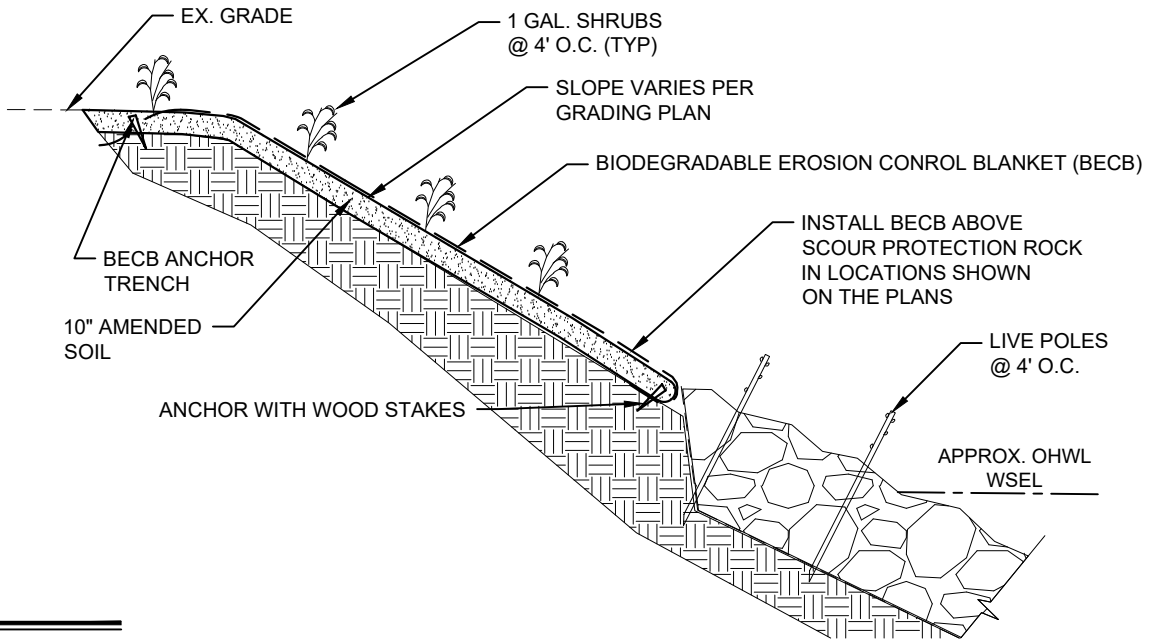 EX. GRADE
1 GAL. SHRUBS
@ 4' O.C. (TYP)
SLOPE VARIES PER
GRADING PLAN
BIODEGRADABLE EROSION CONROL BLANKET (BECB)
INSTALL BECB ABOVE
SCOUR PROTECTION ROCK
IN LOCATIONS SHOWN
ON THE PLANS
BECB ANCHOR
TRENCH
10" AMENDED
SOIL
LIVE POLES
@ 4' O.C.
ANCHOR WITH WOOD STAKES
APPROX. OHWL
WSEL